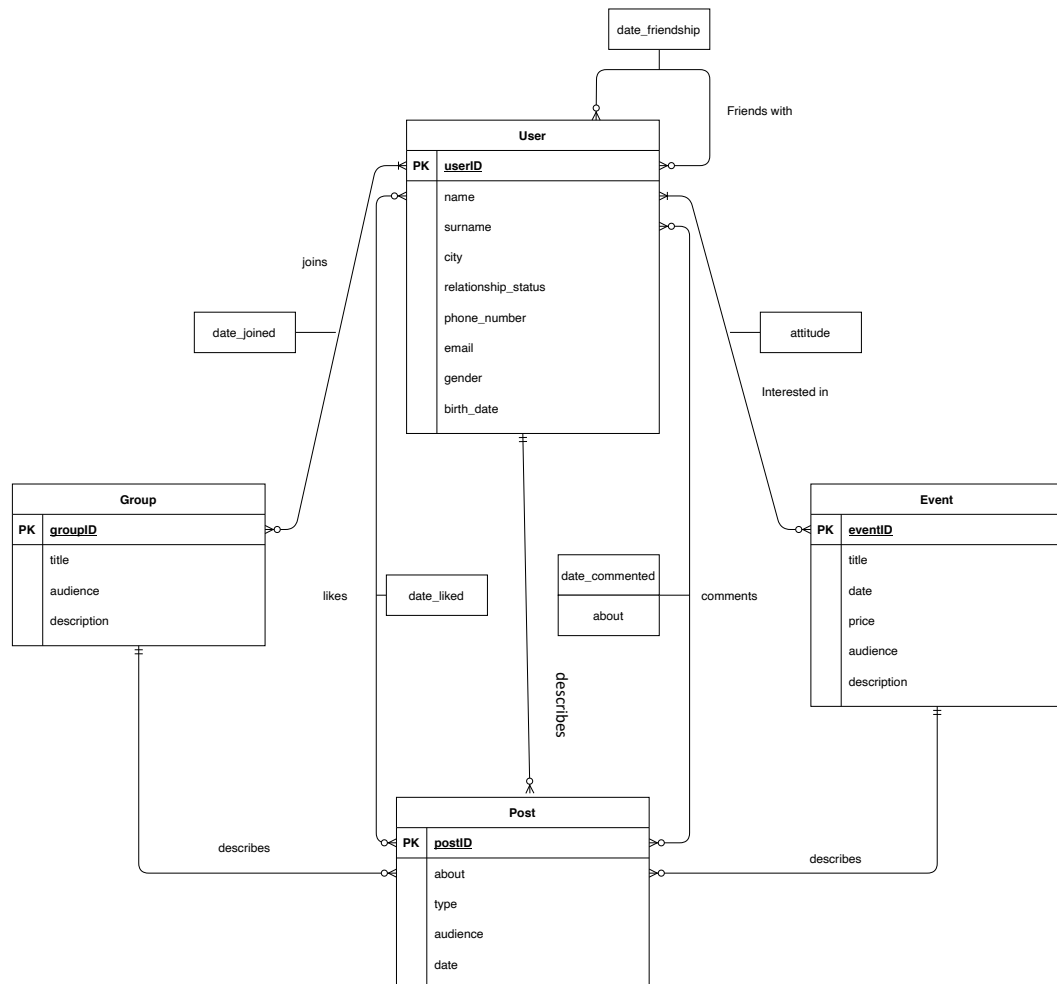 date_friendship
Friends with
User
PK userID
name
surname
city
relationship_status
phone_number
email
gender
birth_date
joins
date_joined
attitude
Interested in
Group
PK groupID
title
audience
description
Event
PK eventID
title
date
price
audience
description
likes
date_liked
date_commented
about
comments
describes
describes
describes
Post
PK postID
about
type
audience
date